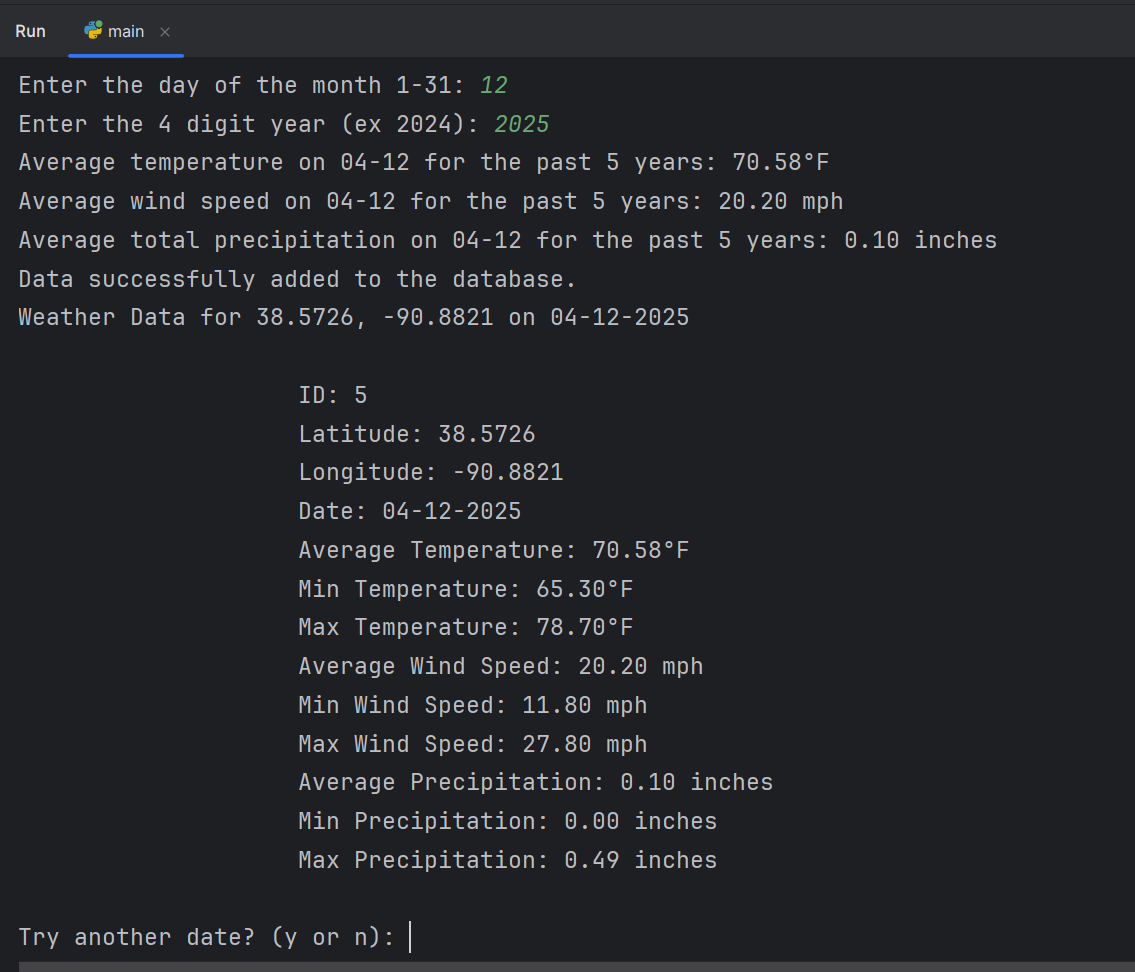 Run main
Enter the day of the month 1-31: 12
Enter the 4 digit year (ex 2024): 2025
Average temperature on 04-12 for the past 5 years: 70.58°F
Average wind speed on 04-12 for the past 5 years: 20.20 mph
Average total precipitation on 04-12 for the past 5 years: 0.10 inches
Data successfully added to the database.
Weather Data for 38.5726, -90.8821 on 04-12-2025
ID: 5
Latitude: 38.5726
Longitude: -90.8821
Date: 04-12-2025
Average Temperature: 70.58°F
Min Temperature: 65.30°F
Max Temperature: 78.70°F
Average Wind Speed: 20.20 mph
Min Wind Speed: 11.80 mph
Max Wind Speed: 27.80 mph
Average Precipitation: 0.10 inches
Min Precipitation: 0.00 inches
Max Precipitation: 0.49 inches
Try another date? (y or n):